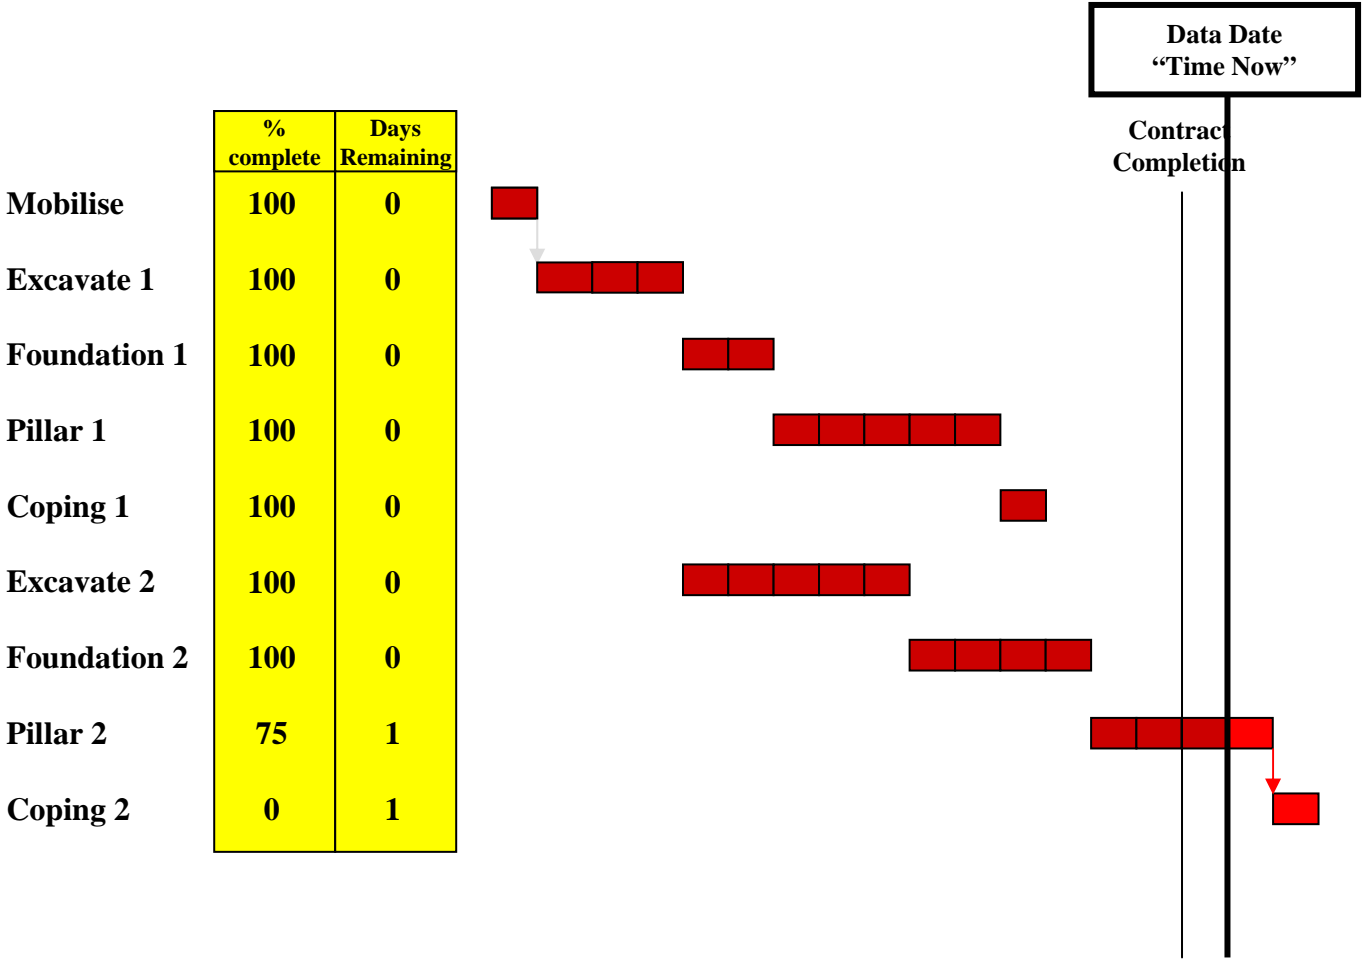 Data Date
“Time Now”
Contract
Completion
% complete
Days Remaining
Mobilise 100 0
Excavate 1 100 0
Foundation 1 100 0
Pillar 1 100 0
Coping 1 100 0
Excavate 2 100 0
Foundation 2 100 0
Pillar 2 75 1
Coping 2 0 1